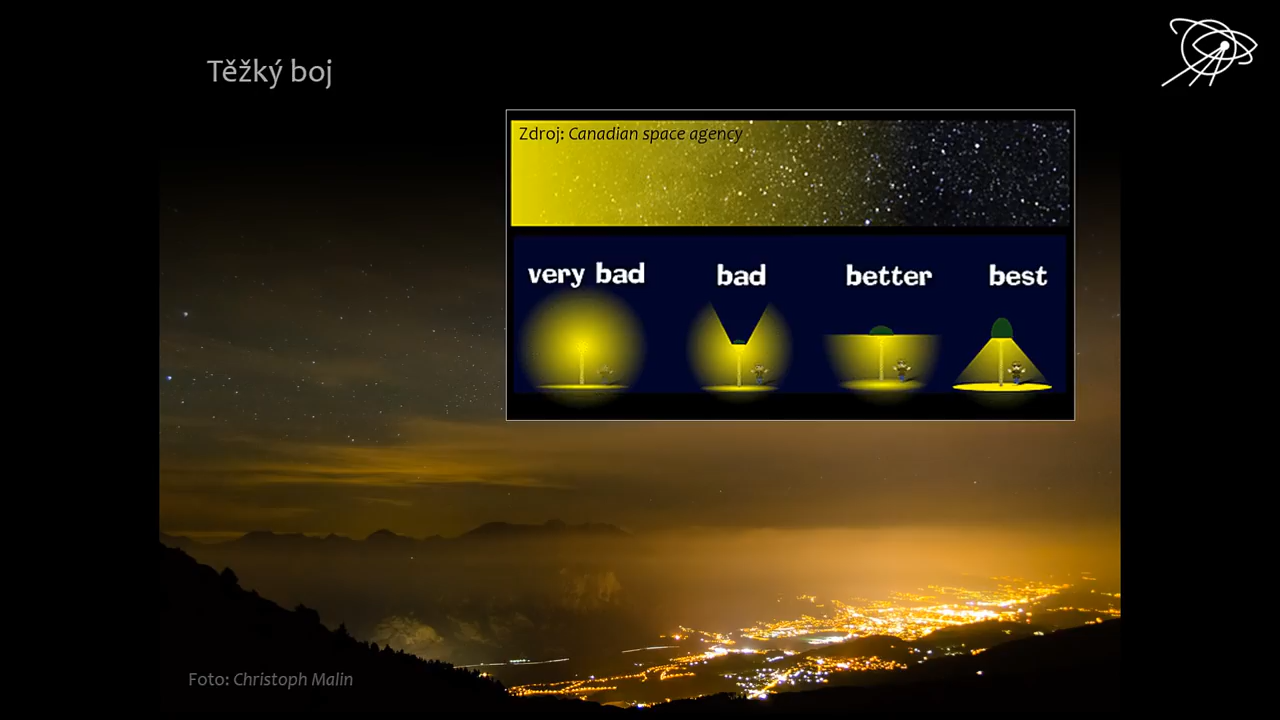 Těžký boj
Zdroj: Canadian space agency
very bad bad better best
Foto: Christoph Malin